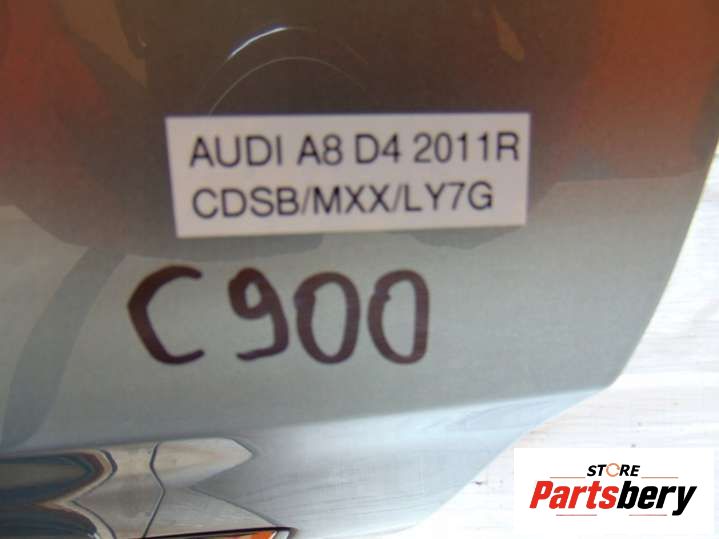 AUDI A8 D4 2011R
CDSB/MXX/LY7G
C900
STORE
Partsbery